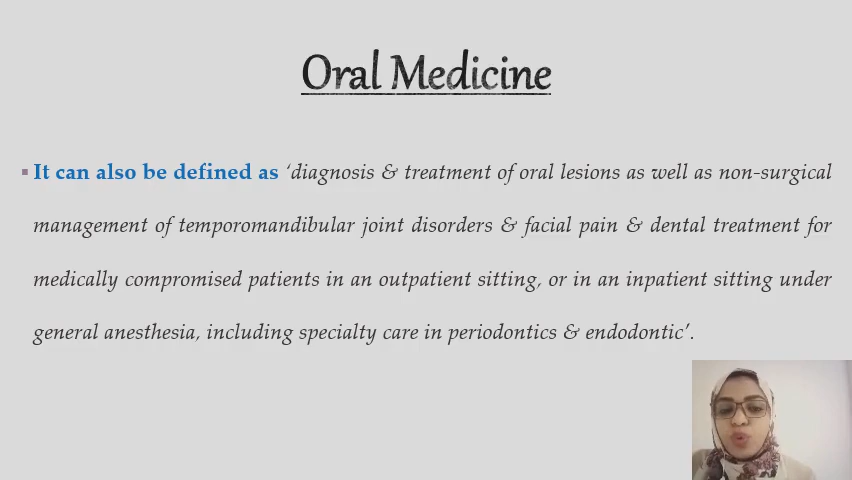 Oral Medicine
It can also be defined as ‘diagnosis & treatment of oral lesions as well as non-surgical
management of temporomandibular joint disorders & facial pain & dental treatment for
medically compromised patients in an outpatient sitting, or in an inpatient sitting under
general anesthesia, including specialty care in periodontics & endodontic’.